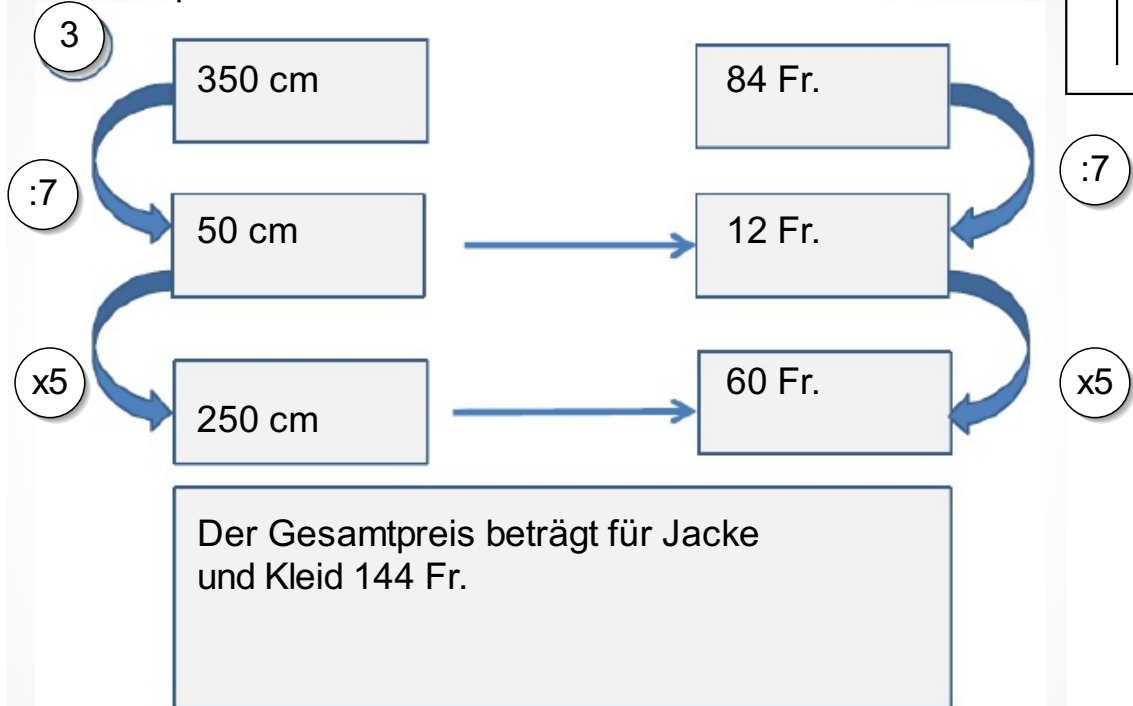 3
350 cm
84 Fr.
:7
:7
50 cm
12 Fr.
x5
60 Fr.
x5
250 cm
Der Gesamtpreis beträgt für Jacke
und Kleid 144 Fr.